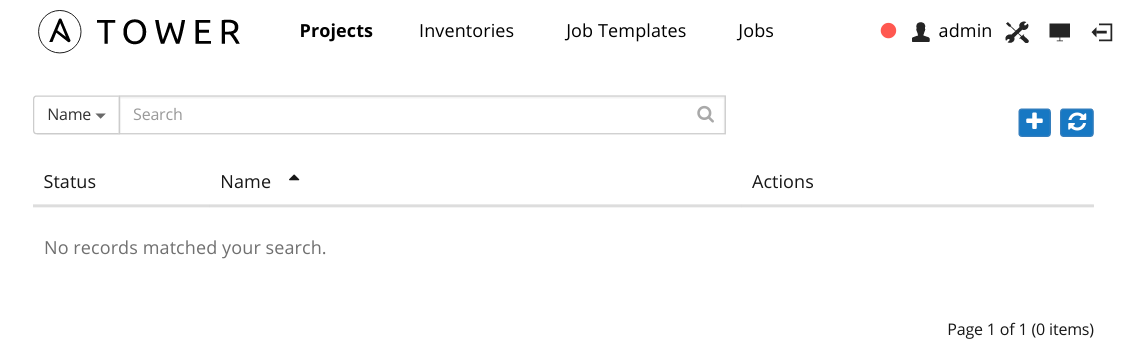 TOWER Projects Inventories Job Templates Jobs admin
Name Search
Status Name Actions
No records matched your search.
Page 1 of 1 (0 items)